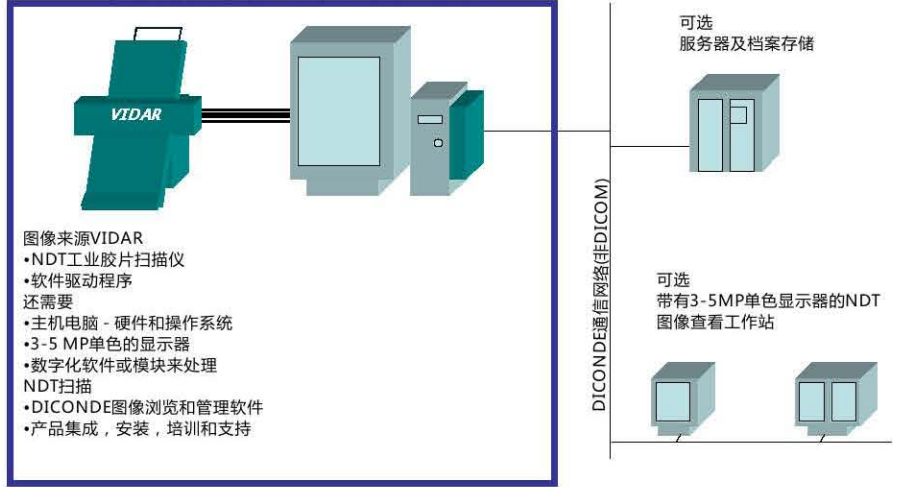 VIDAR
图像来源VIDAR
•NDT工业胶片扫描仪
•软件驱动程序
还需要
•主机电脑 - 硬件和操作系统
•3-5 MP单色的显示器
•数字化软件或模块来处理
NDT扫描
•DICONDE图像浏览和管理软件
•产品集成，安装，培训和支持
DICONDE通信网络(非DICOM)
可选
服务器及档案存储
可选
带有3-5MP单色显示器的NDT
图像查看工作站